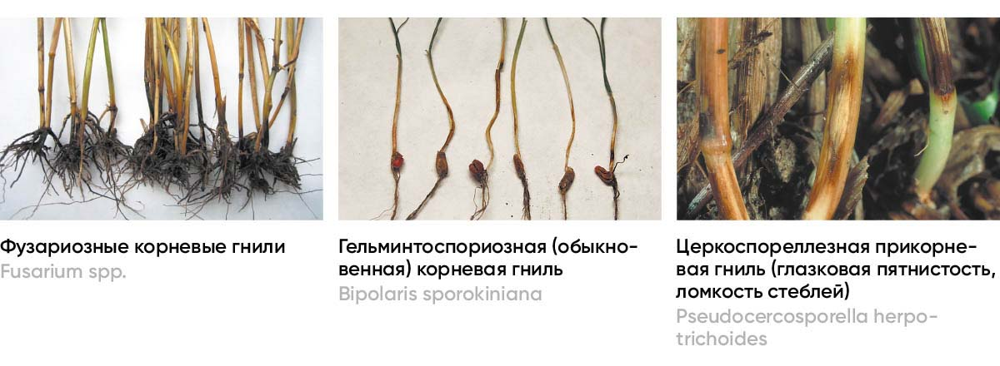 Фузариозные корневые гнили
Fusarium spp.
Гельминтоспориозная (обыкно-
венная) корневая гниль
Bipolaris sporokiniana
Церкоспореллезная прикорне-
вая гниль (глазковая пятнистость,
ломкость стеблей)
Pseudocercosporella herpo-
trichoides